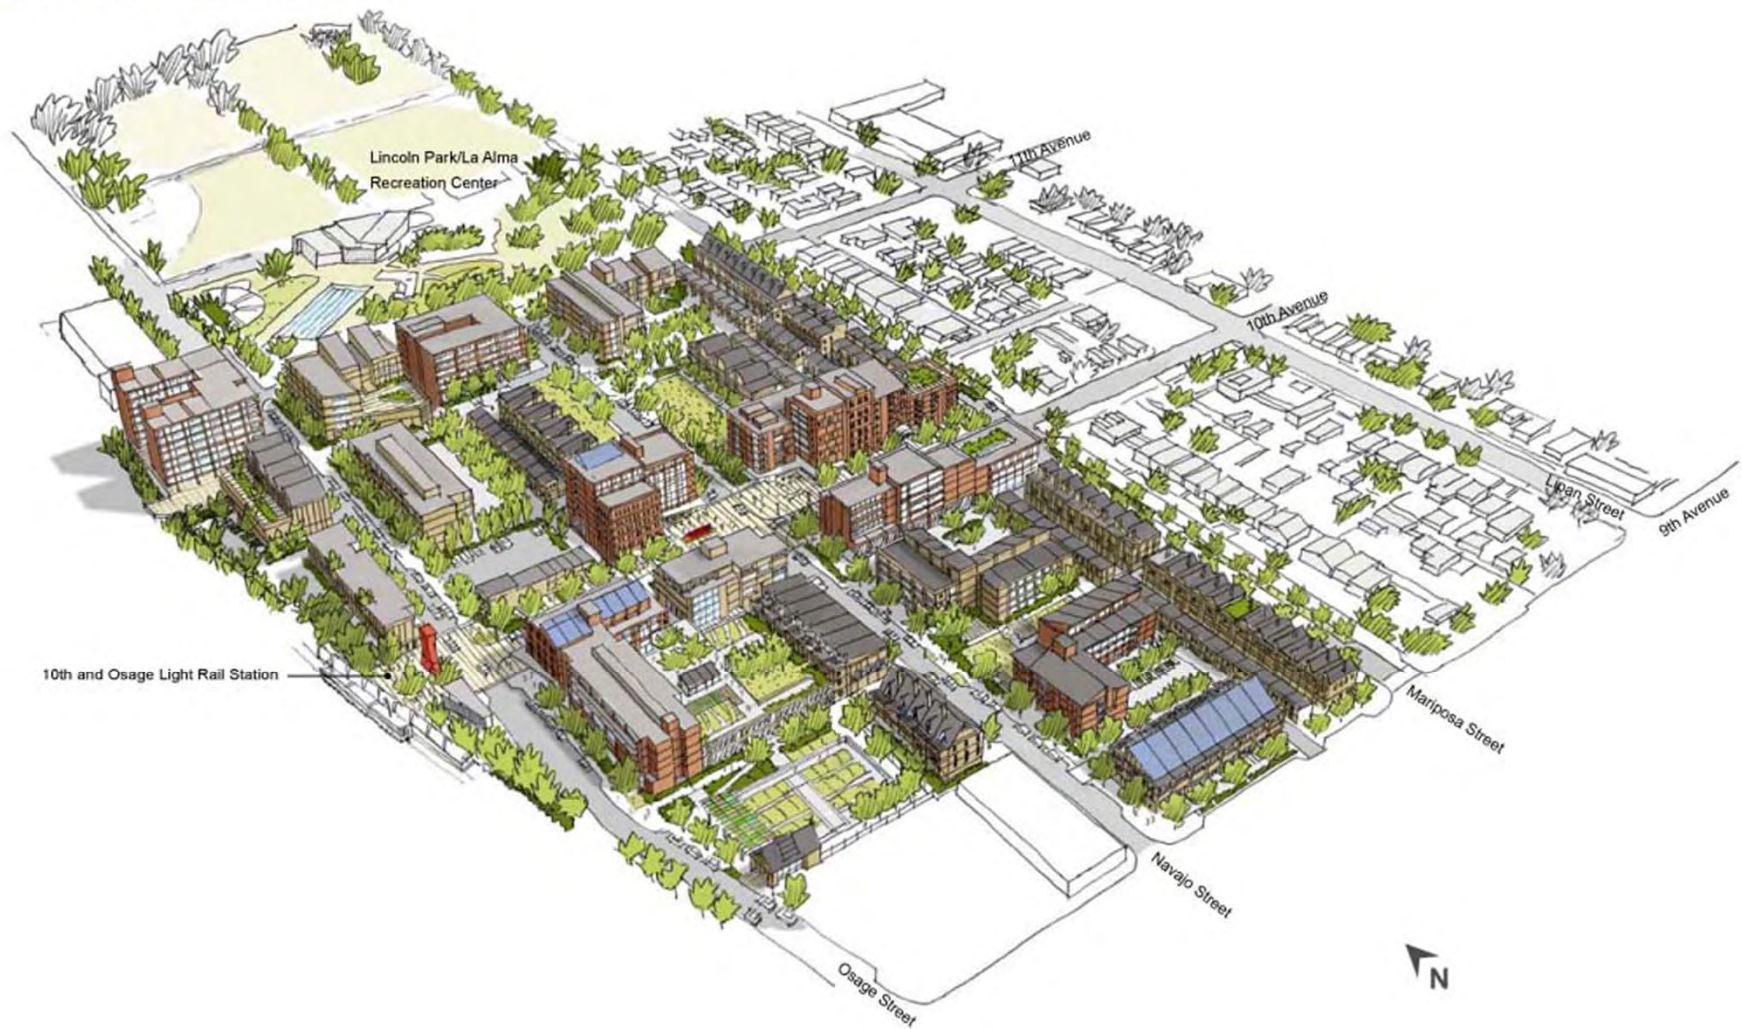 Lincoln Park/La Alma
Recreation Center
11th Avenue
10th Avenue
Lipan Street
9th Avenue
10th and Osage Light Rail Station
Mariposa Street
Navajo Street
Osage Street
N